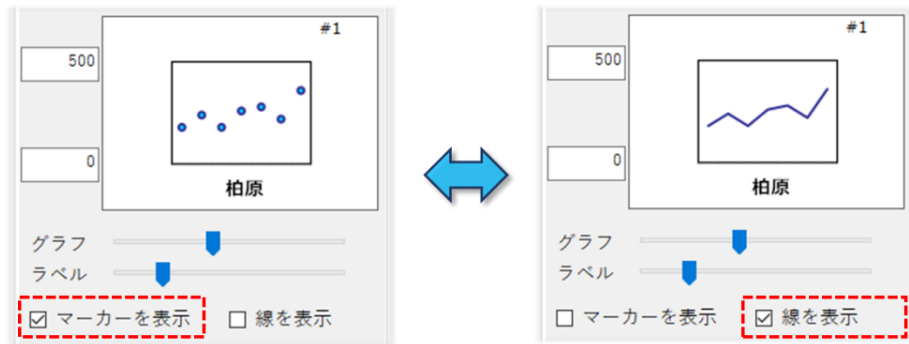 #1
500
0
柏原
グラフ
ラベル
マーカーを表示 線を表示
#1
500
0
柏原
グラフ
ラベル
マーカーを表示 線を表示